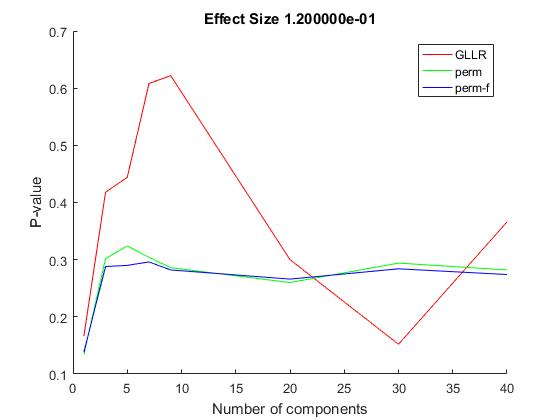 Effect Size 1.200000e-01
GLLR
perm
perm-f
P-value
0.7
0.6
0.5
0.4
0.3
0.2
0.1
0 5 10 15 20 25 30 35 40
Number of components